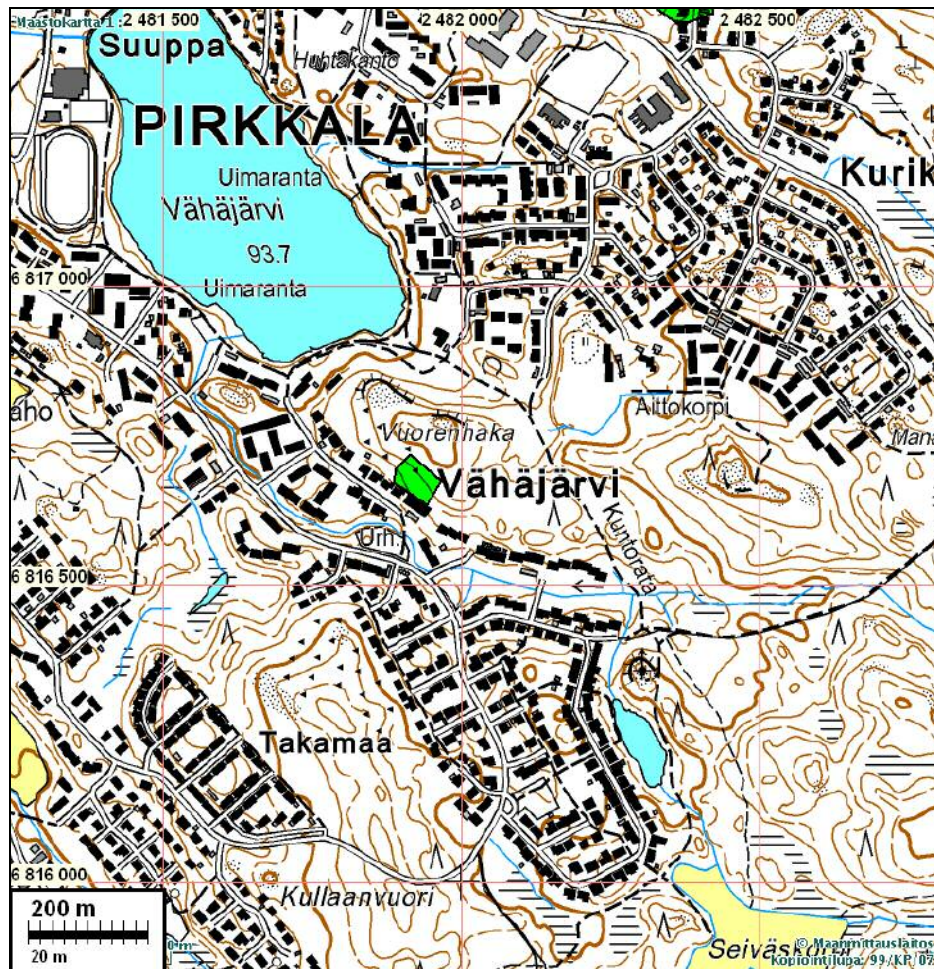 Maastokartta 1:
2 481 500
2 482 000
2 482 500
Suuppa
Huhtakanto
PIRKKALA
Uimaranta
Vähäjärvi
Kurik
93.7
6 817 000
Uimaranta
aho
Aittokorpi
Vuorenhaka
Mana
Vähäjärvi
Kuntorata
Urh.
6 816 500
Takamaa
6 816 000
Kullaanvuori
200 m
20 m
0 m
Seiväskorpi
© Maanmittauslaitos
Kopiointilupa: 99/KP/07